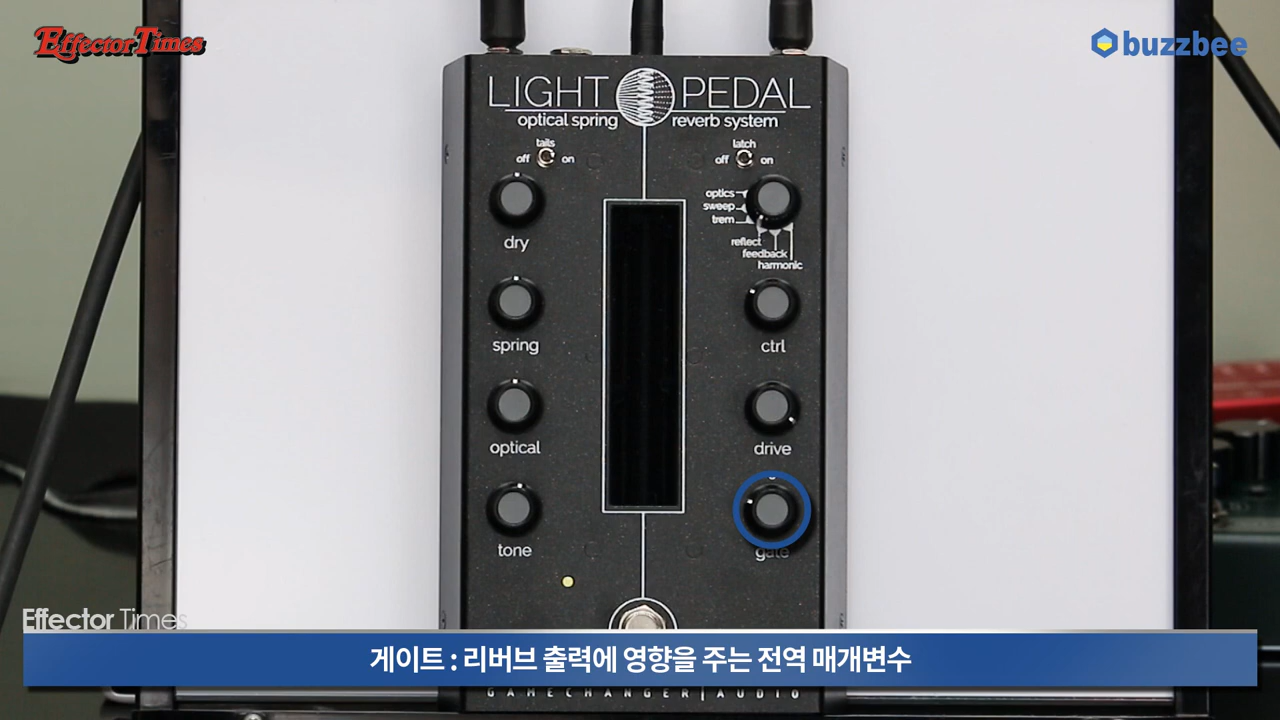 Effector Times
buzzbee
LIGHT PEDAL
optical spring reverb system
tails
off on
latch
off on
optics
sweep
trem
reflect
feedback
harmonic
dry
spring
ctrl
optical
drive
tone
gate
Effector Times
게이트 : 리버브 출력에 영향을 주는 전역 매개변수
GAMECHANGER | AUDIO